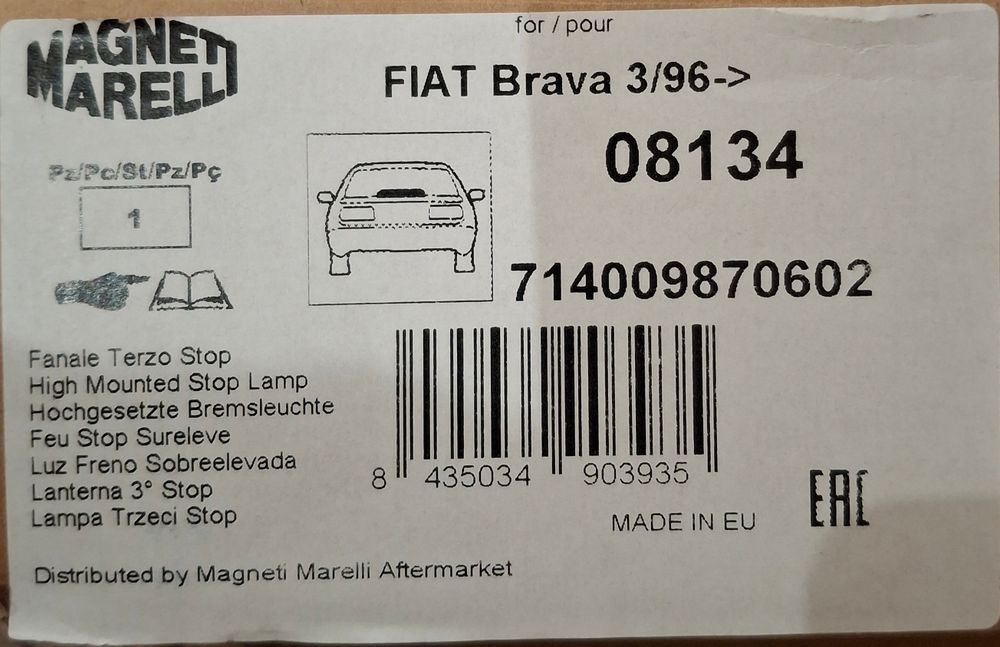 MAGNETI
MARELLI
for / pour
FIAT Brava 3/96->
08134
Pz/Pc/St/Pz/Pç
1
714009870602
Fanale Terzo Stop
High Mounted Stop Lamp
Hochgesetzte Bremsleuchte
Feu Stop Sureleve
Luz Freno Sobreelevada
Lanterna 3° Stop
Lampa Trzeci Stop
8 435034 903935
MADE IN EU
EAC
Distributed by Magneti Marelli Aftermarket